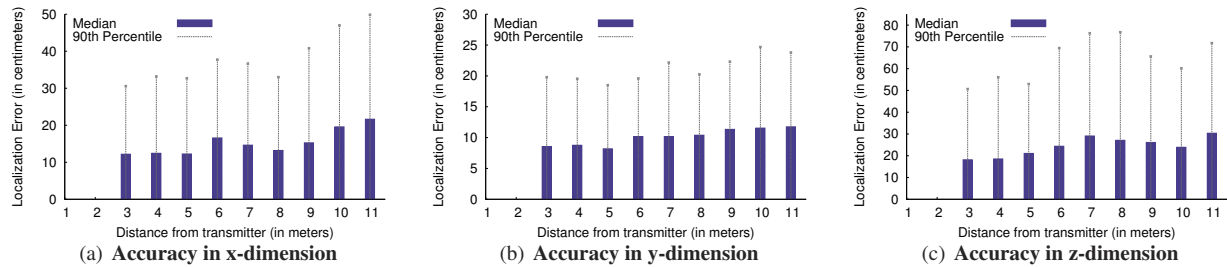 Localization Error (in centimeters)
50
40
30
20
10
0
Median
90th Percentile
1 2 3 4 5 6 7 8 9 10 11
Distance from transmitter (in meters)
(a) Accuracy in x-dimension
Localization Error (in centimeters)
30
25
20
15
10
5
0
Median
90th Percentile
1 2 3 4 5 6 7 8 9 10 11
Distance from transmitter (in meters)
(b) Accuracy in y-dimension
Localization Error (in centimeters)
80
70
60
50
40
30
20
10
0
Median
90th Percentile
1 2 3 4 5 6 7 8 9 10 11
Distance from transmitter (in meters)
(c) Accuracy in z-dimension